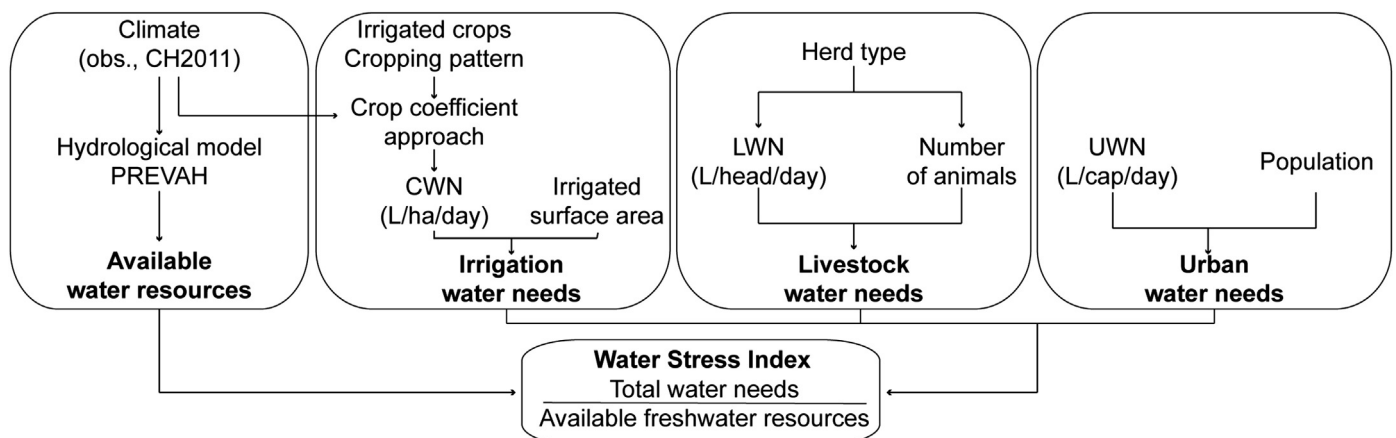 Climate
(obs., CH2011)
Hydrological model
PREVAH
Available
water resources
Irrigated crops
Cropping pattern
Crop coefficient
approach
CWN
(L/ha/day)
Irrigated
surface area
Irrigation
water needs
Herd type
LWN
(L/head/day)
Number
of animals
Livestock
water needs
UWN
(L/cap/day)
Population
Urban
water needs
Water Stress Index
Total water needs
Available freshwater resources